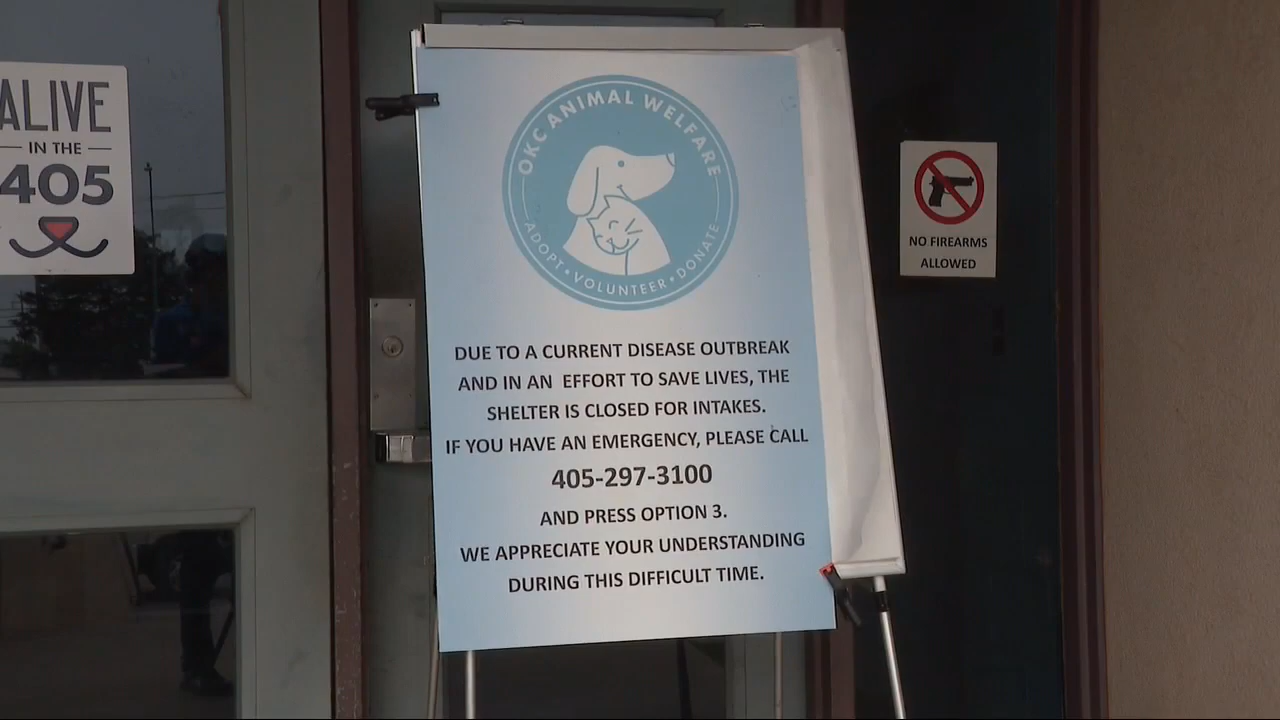 ALIVE
IN THE
405
OKC ANIMAL WELFARE
ADOPT • VOLUNTEER • DONATE
DUE TO A CURRENT DISEASE OUTBREAK
AND IN AN EFFORT TO SAVE LIVES, THE
SHELTER IS CLOSED FOR INTAKES.
IF YOU HAVE AN EMERGENCY, PLEASE CALL
405-297-3100
AND PRESS OPTION 3.
WE APPRECIATE YOUR UNDERSTANDING
DURING THIS DIFFICULT TIME.
NO FIREARMS
ALLOWED